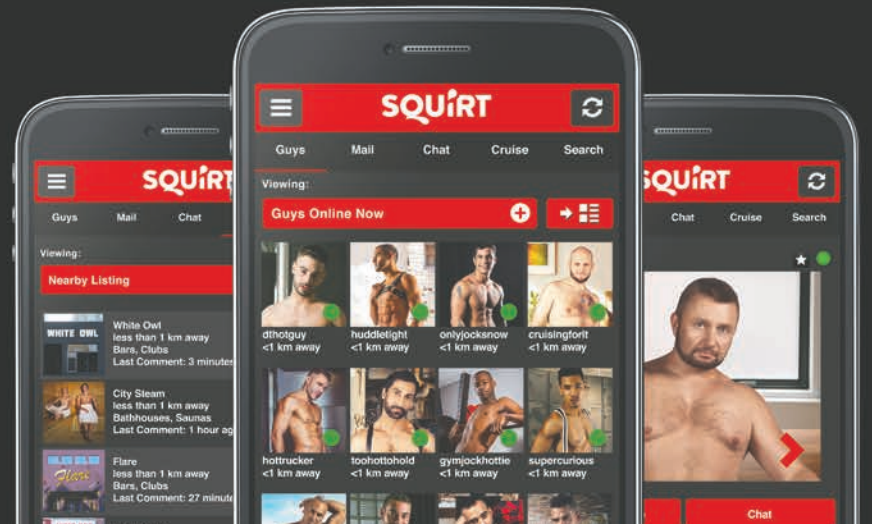 SQUiRT
Guys Mail Chat
Viewing:
Nearby Listing
WHITE OWL
White Owl
less than 1 km away
Bars, Clubs
Last Comment: 3 minutes
City Steam
less than 1 km away
Bathhouses, Saunas
Last Comment: 1 hour ag
Flare
Flare
less than 1 km away
Bars, Clubs
Last Comment: 27 minute
SQUiRT
Guys Mail Chat Cruise Search
Viewing:
Guys Online Now
dthotguy
<1 km away
huddletight
<1 km away
onlyjocksnow
<1 km away
cruisingforit
<1 km away
hottrucker
<1 km away
toohottohold
<1 km away
gymjockhottie
<1 km away
supercurious
<1 km away
SQUiRT
Chat Cruise Search
Chat